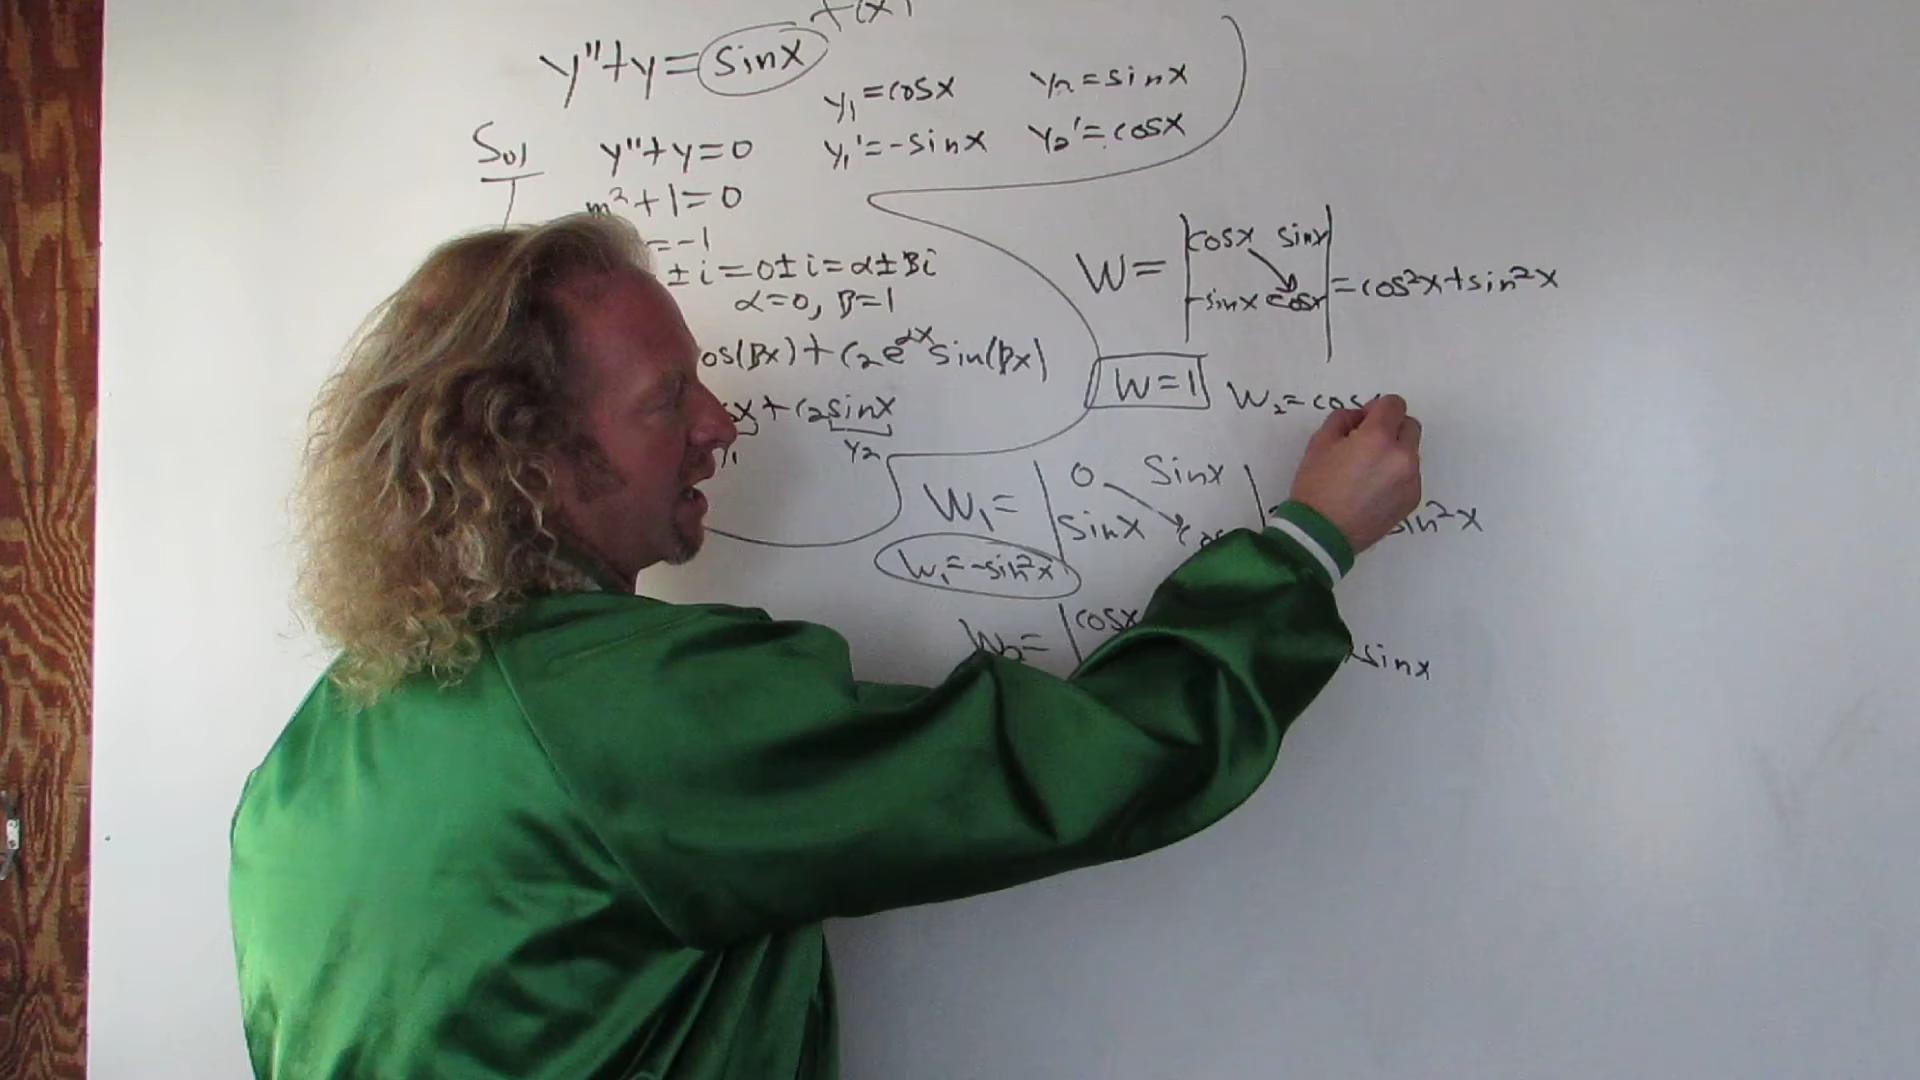 f(x)
y''+y=sinx
y₁=cosx y₂=sinx
Sol y''+y=0 y₁'=-sinx y₂'=cosx
m²+1=0
=-1
±i=0±i=α±βi
α=0, β=1
W= |cosx sinx| =cos²x+sin²x
|-sinx cosx|
os(βx)+c₂e^{αx}sin(βx)
W=1 W₂=cos
sx+c₂sinx
y₁ y₂
W₁= |0 sinx|
|sinx cos sin²x
W₁=-sin²x
W₂= |cosx
sinx